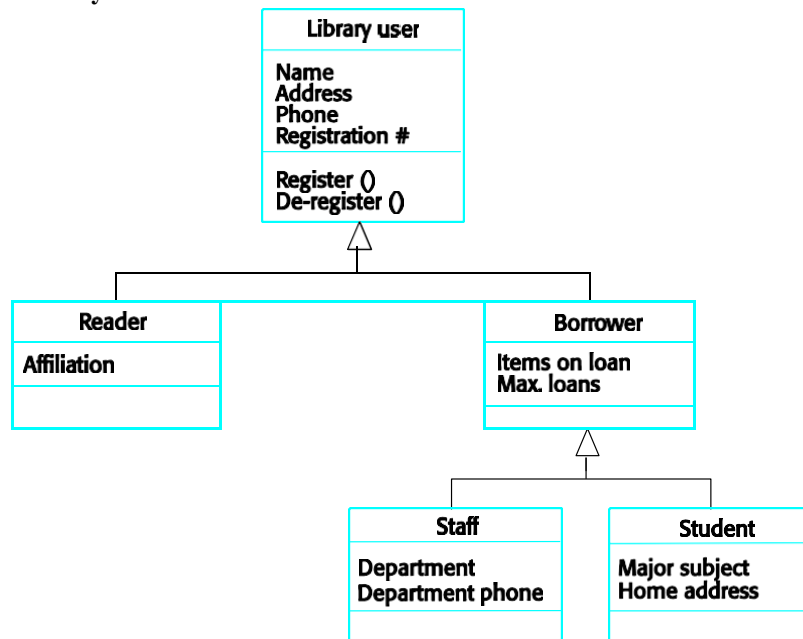 Library user
Name
Address
Phone
Registration #
Register ()
De-register ()
Reader
Affiliation
Borrower
Items on loan
Max. loans
Staff
Department
Department phone
Student
Major subject
Home address